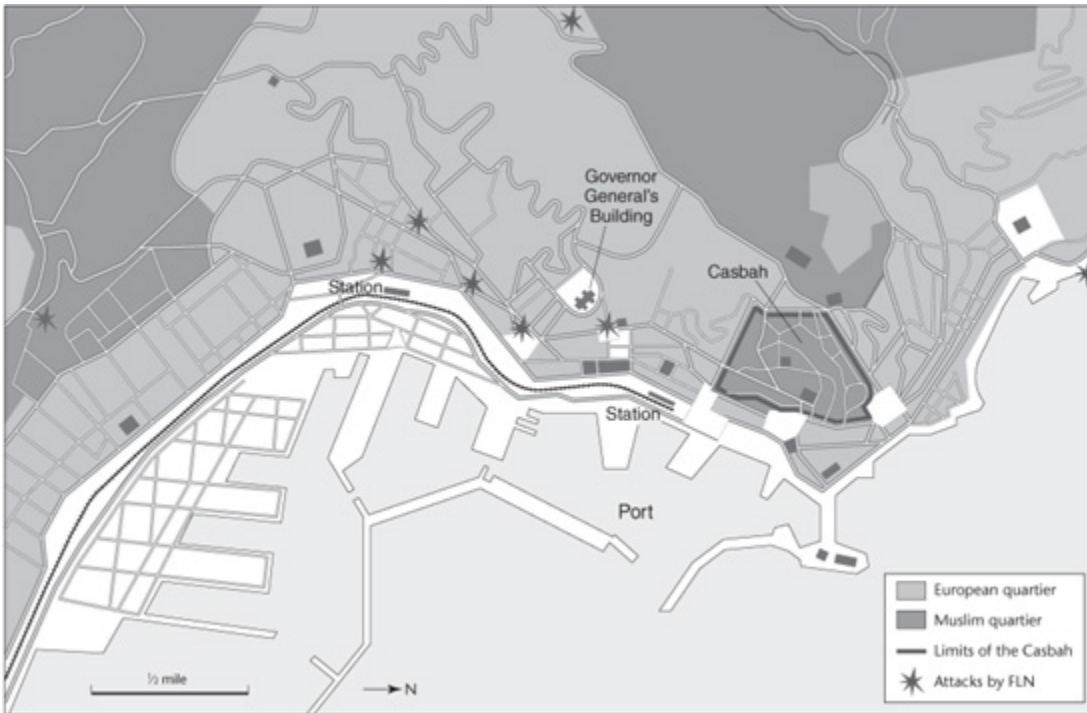 Governor
General's
Building
Casbah
Station
Station
Port
European quartier
Muslim quartier
Limits of the Casbah
Attacks by FLN
½ mile
N